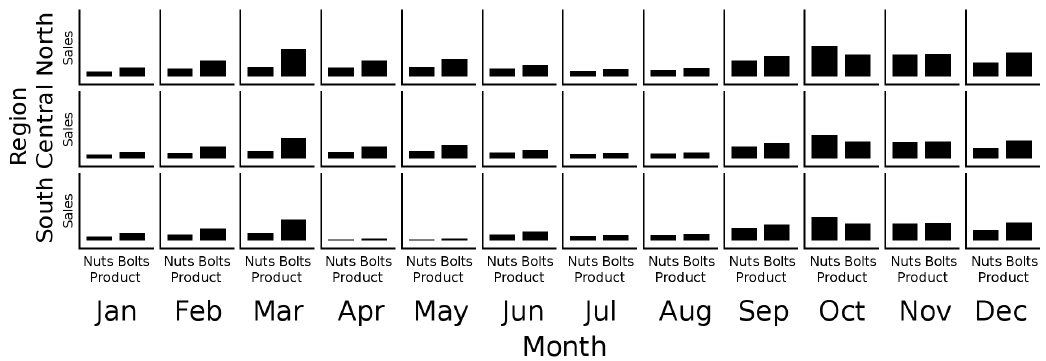 Region
North
Sales
Central
Sales
South
Sales
Nuts Bolts Nuts Bolts Nuts Bolts Nuts Bolts Nuts Bolts Nuts Bolts Nuts Bolts Nuts Bolts Nuts Bolts Nuts Bolts Nuts Bolts Nuts Bolts
Product Product Product Product Product Product Product Product Product Product Product Product
Jan Feb Mar Apr May Jun Jul Aug Sep Oct Nov Dec
Month